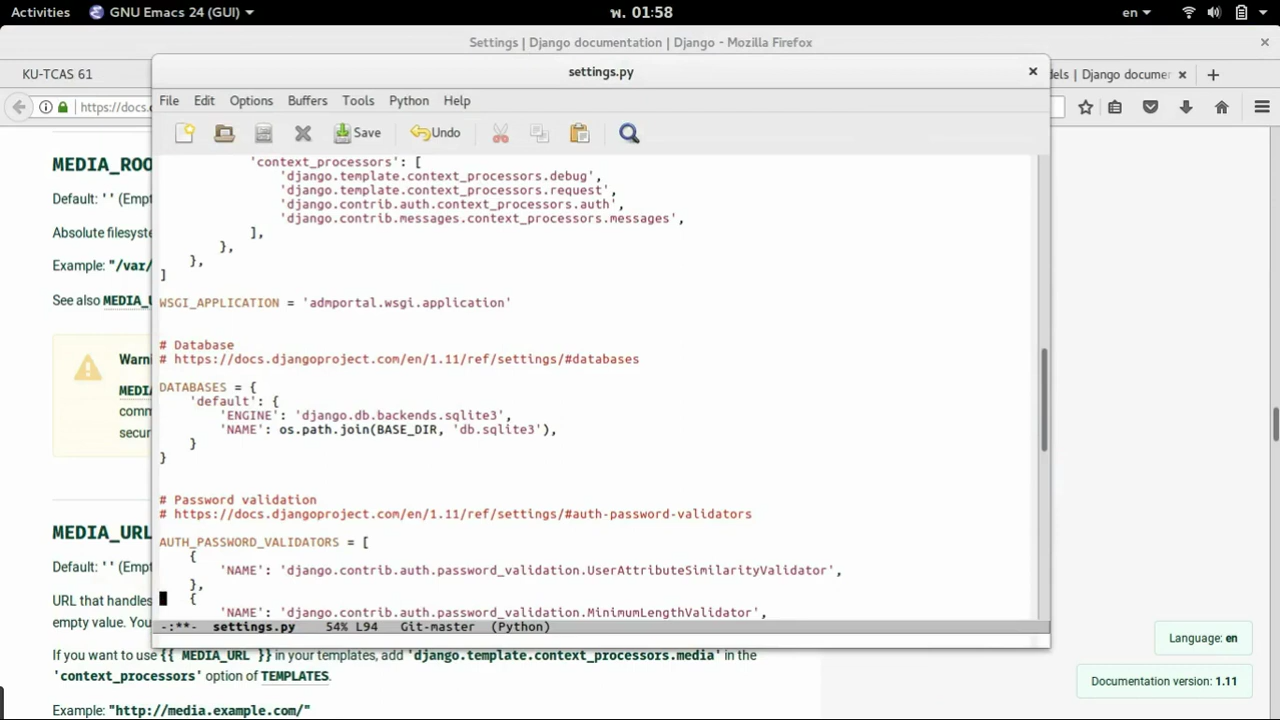 Activities GNU Emacs 24 (GUI) พ. 01:58 en
Settings | Django documentation | Django - Mozilla Firefox
KU-TCAS 61
dels | Django documen
https://docs.
settings.py
File Edit Options Buffers Tools Python Help
Save Undo
'context_processors': [
'django.template.context_processors.debug',
'django.template.context_processors.request',
'django.contrib.auth.context_processors.auth',
'django.contrib.messages.context_processors.messages',
],
},
},
]
WSGI_APPLICATION = 'admportal.wsgi.application'
# Database
# https://docs.djangoproject.com/en/1.11/ref/settings/#databases
DATABASES = {
'default': {
'ENGINE': 'django.db.backends.sqlite3',
'NAME': os.path.join(BASE_DIR, 'db.sqlite3'),
}
}
# Password validation
# https://docs.djangoproject.com/en/1.11/ref/settings/#auth-password-validators
AUTH_PASSWORD_VALIDATORS = [
{
'NAME': 'django.contrib.auth.password_validation.UserAttributeSimilarityValidator',
},
{
'NAME': 'django.contrib.auth.password_validation.MinimumLengthValidator',
-:**- settings.py 54% L94 Git-master (Python)
MEDIA_ROO
Default: '' (Empt
Absolute filesyste
Example: "/var/
See also MEDIA_U
Warni
MEDIA
comm
secur
MEDIA_URL
Default: '' (Empt
URL that handles
empty value. You
If you want to use {{ MEDIA_URL }} in your templates, add 'django.template.context_processors.media' in the
'context_processors' option of TEMPLATES.
Example: "http://media.example.com/"
Language: en
Documentation version: 1.11